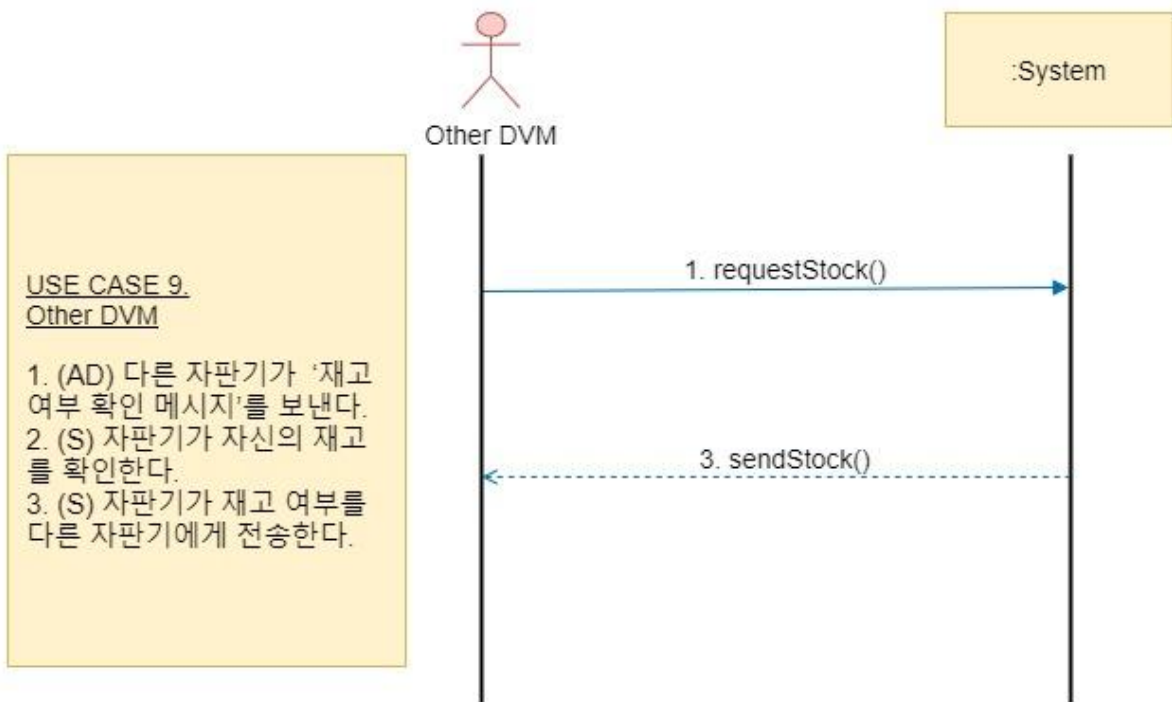 Other DVM
:System
USE CASE 9.
Other DVM
1. (AD) 다른 자판기가 ‘재고
여부 확인 메시지’를 보낸다.
2. (S) 자판기가 자신의 재고
를 확인한다.
3. (S) 자판기가 재고 여부를
다른 자판기에게 전송한다.
1. requestStock()
3. sendStock()